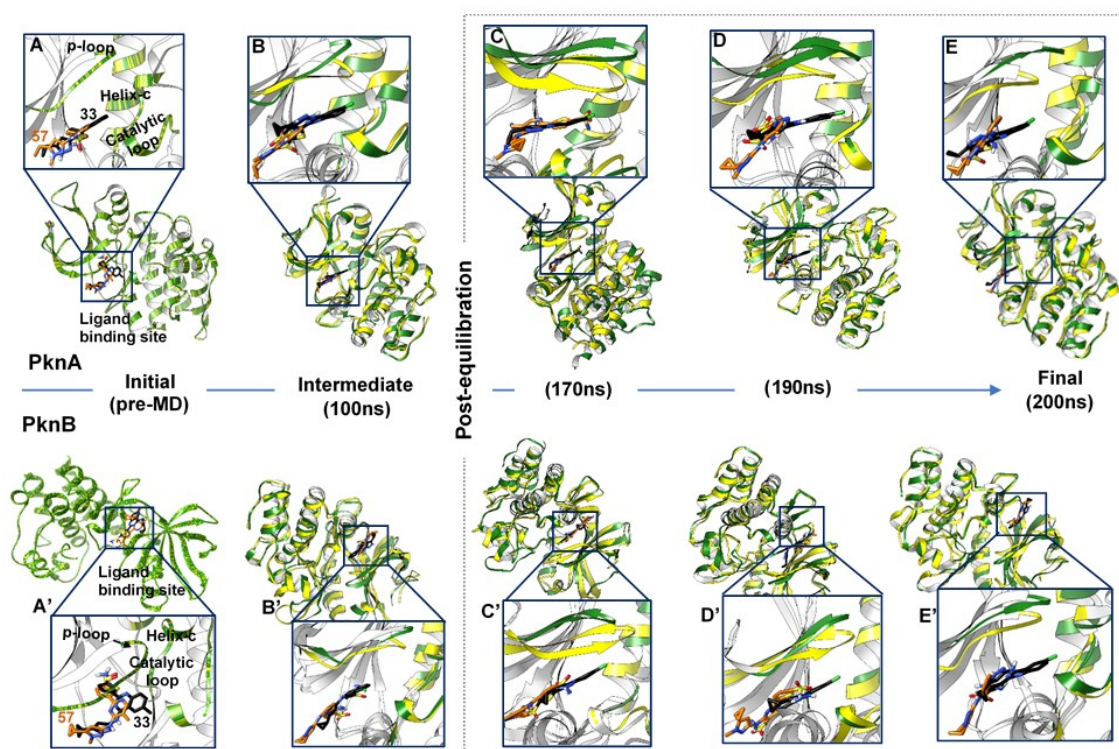 A
p-loop
Helix-c
33
57
Catalytic
loop
B
C
D
E
Ligand
binding site
PknA
Initial
(pre-MD)
Intermediate
(100ns)
Post-equilibration
(170ns)
(190ns)
Final
(200ns)
PknB
Ligand
binding site
A'
p-loop
Helix-c
Catalytic
loop
57
33
B'
C'
D'
E'